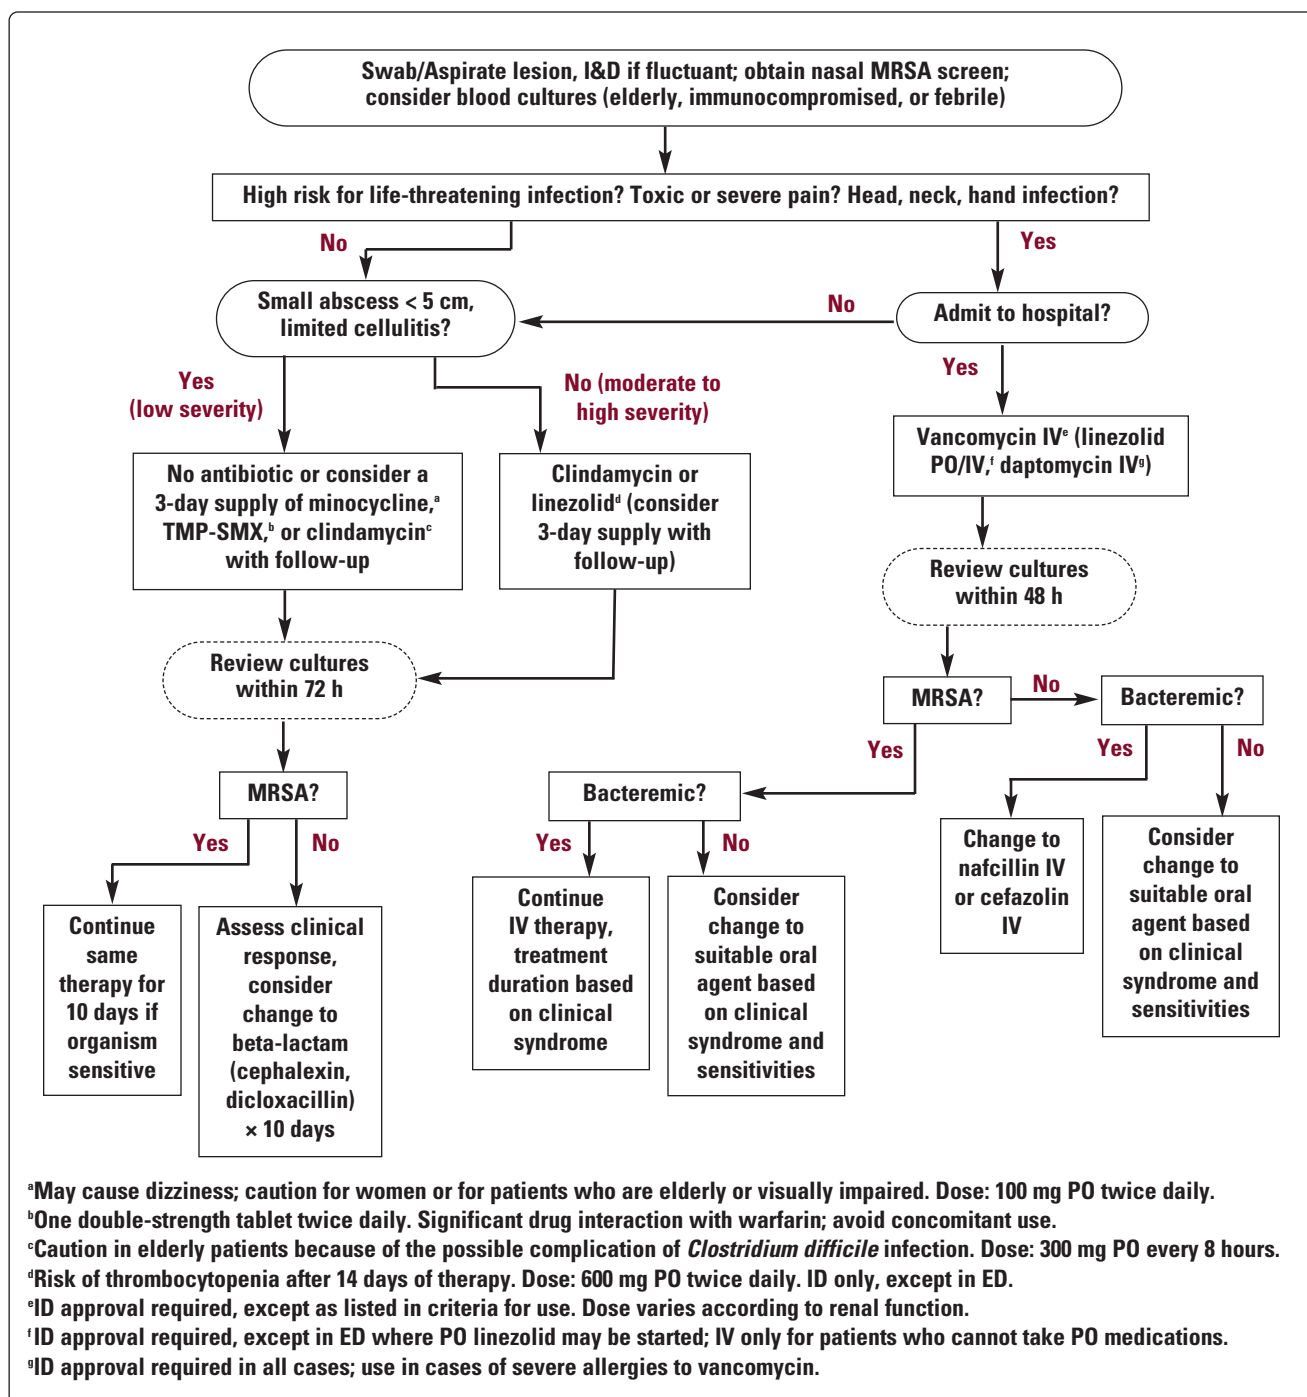 Swab/Aspirate lesion, I&D if fluctuant; obtain nasal MRSA screen;
consider blood cultures (elderly, immunocompromised, or febrile)
High risk for life-threatening infection? Toxic or severe pain? Head, neck, hand infection?
No
Yes
Small abscess < 5 cm,
limited cellulitis?
No
Admit to hospital?
Yes
(low severity)
No (moderate to
high severity)
Yes
No antibiotic or consider a
3-day supply of minocycline,ᵃ
TMP-SMX,ᵇ or clindamycinᶜ
with follow-up
Clindamycin or
linezolidᵈ (consider
3-day supply with
follow-up)
Vancomycin IVᵉ (linezolid
PO/IV,ᶠ daptomycin IVᵍ)
Review cultures
within 48 h
Review cultures
within 72 h
MRSA?
No
Bacteremic?
Yes
Yes
No
MRSA?
Bacteremic?
Yes
No
Yes
No
Continue
same
therapy for
10 days if
organism
sensitive
Assess clinical
response,
consider
change to
beta-lactam
(cephalexin,
dicloxacillin)
× 10 days
Continue
IV therapy,
treatment
duration based
on clinical
syndrome
Consider
change to
suitable oral
agent based
on clinical
syndrome and
sensitivities
Change to
nafcillin IV
or cefazolin
IV
Consider
change to
suitable oral
agent based
on clinical
syndrome and
sensitivities
ᵃMay cause dizziness; caution for women or for patients who are elderly or visually impaired. Dose: 100 mg PO twice daily.
ᵇOne double-strength tablet twice daily. Significant drug interaction with warfarin; avoid concomitant use.
ᶜCaution in elderly patients because of the possible complication of Clostridium difficile infection. Dose: 300 mg PO every 8 hours.
ᵈRisk of thrombocytopenia after 14 days of therapy. Dose: 600 mg PO twice daily. ID only, except in ED.
ᵉID approval required, except as listed in criteria for use. Dose varies according to renal function.
ᶠID approval required, except in ED where PO linezolid may be started; IV only for patients who cannot take PO medications.
ᵍID approval required in all cases; use in cases of severe allergies to vancomycin.